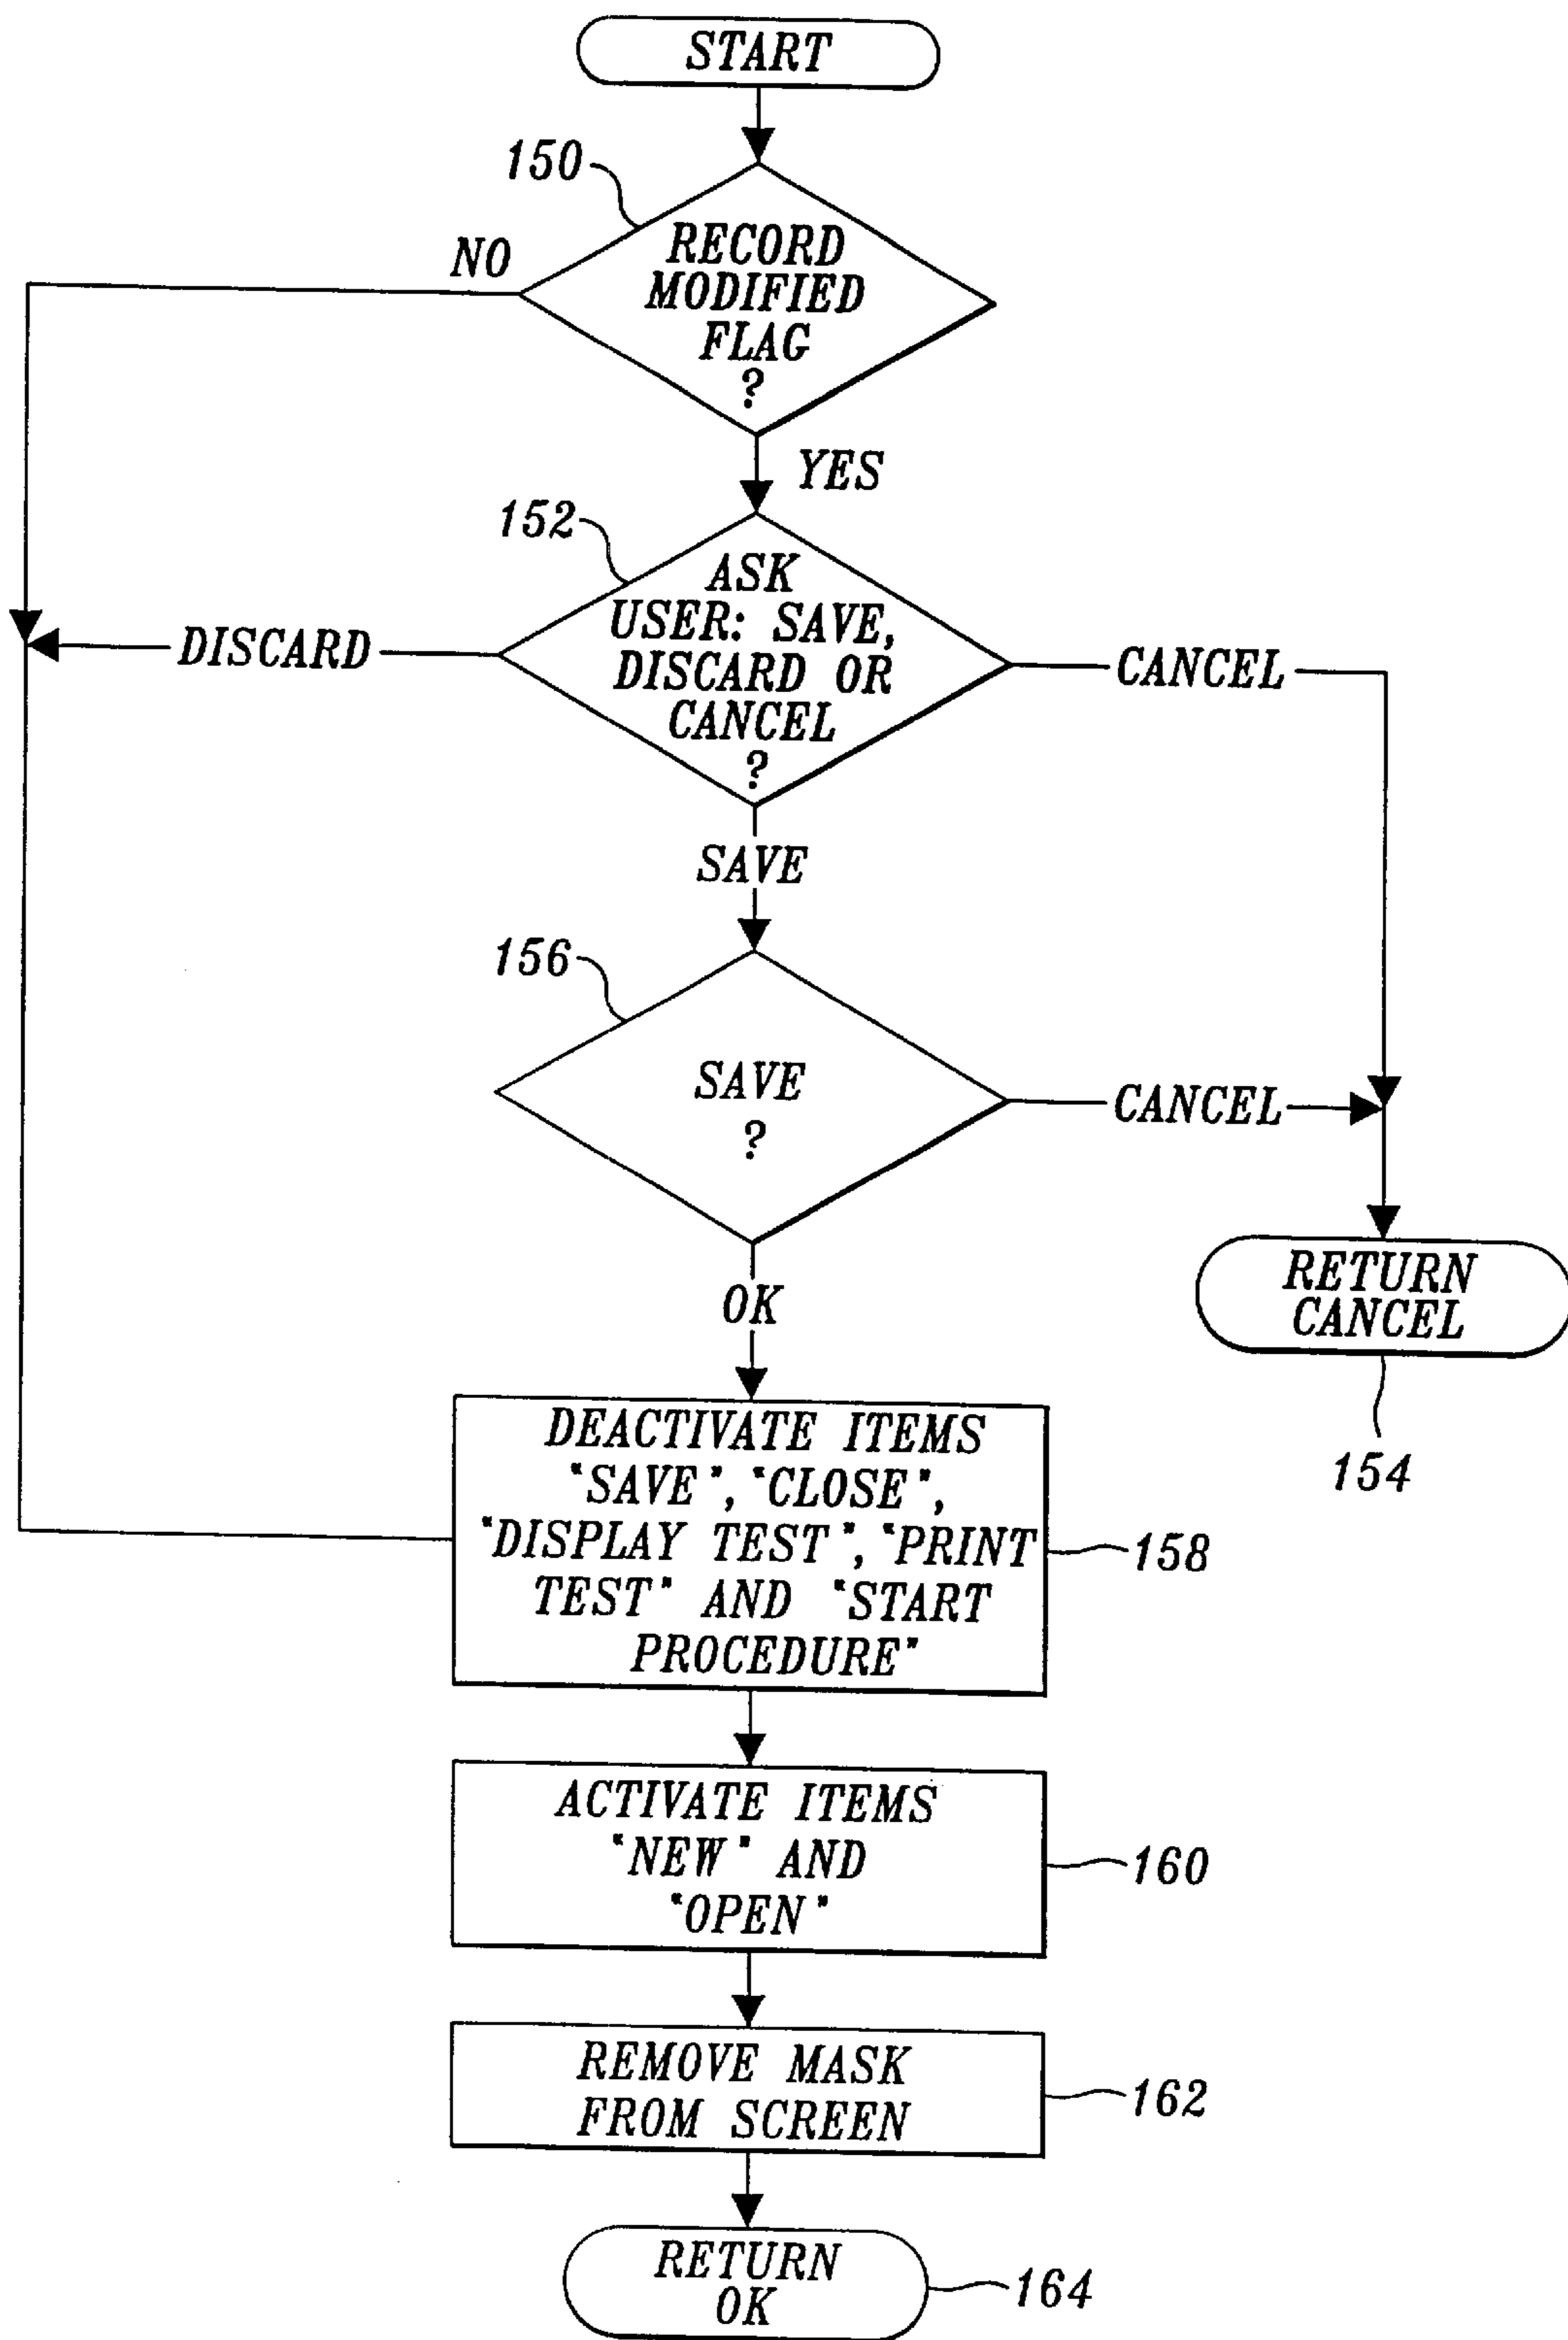 START
150
NO
RECORD
MODIFIED
FLAG
?
YES
152
ASK
USER: SAVE,
DISCARD OR
CANCEL
?
DISCARD
CANCEL
SAVE
156
SAVE
?
CANCEL
OK
RETURN
CANCEL
154
DEACTIVATE ITEMS
"SAVE", "CLOSE",
"DISPLAY TEST", "PRINT
TEST" AND "START
PROCEDURE"
158
ACTIVATE ITEMS
"NEW" AND
"OPEN"
160
REMOVE MASK
FROM SCREEN
162
RETURN
OK
164